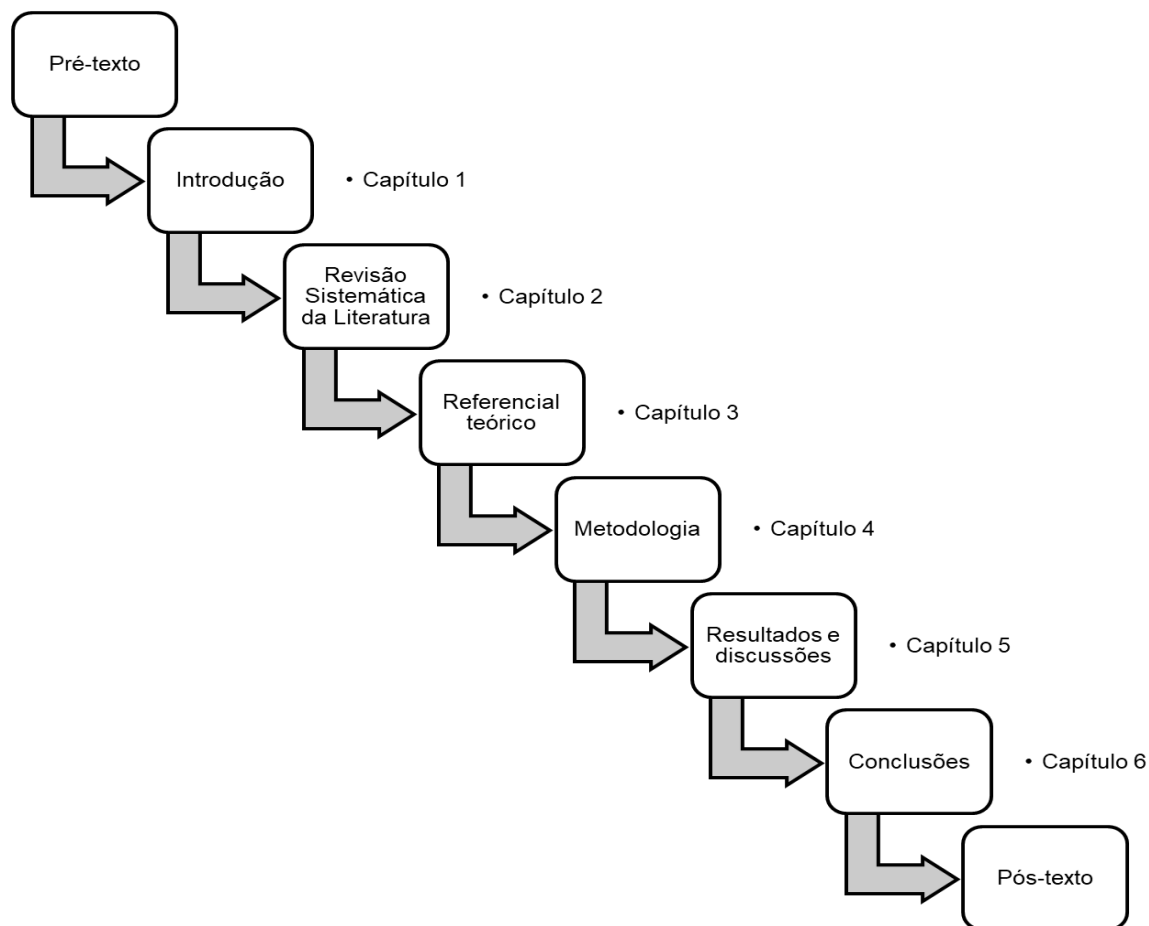 Pré-texto
Introdução
• Capítulo 1
Revisão
Sistemática
da Literatura
• Capítulo 2
Referencial
teórico
• Capítulo 3
Metodologia
• Capítulo 4
Resultados e
discussões
• Capítulo 5
Conclusões
• Capítulo 6
Pós-texto